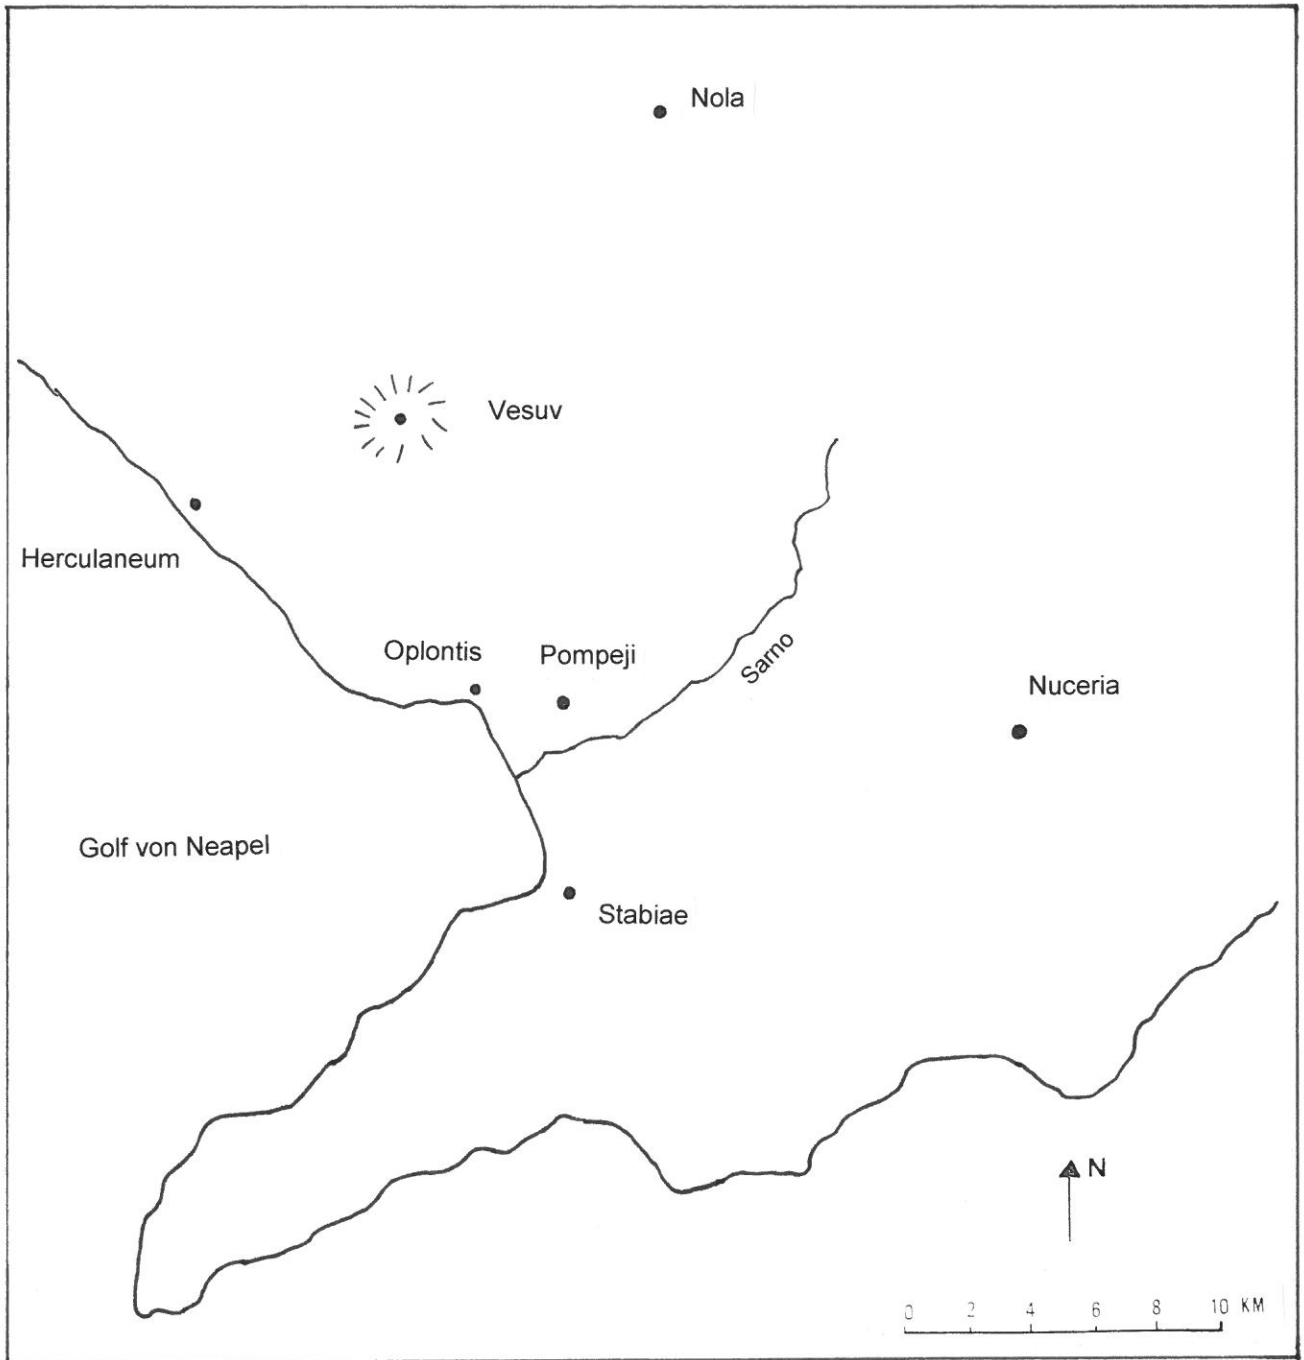 Nola
Vesuv
Herculaneum
Oplontis
Pompeji
Sarno
Nuceria
Golf von Neapel
Stabiae
N
0 2 4 6 8 10 KM